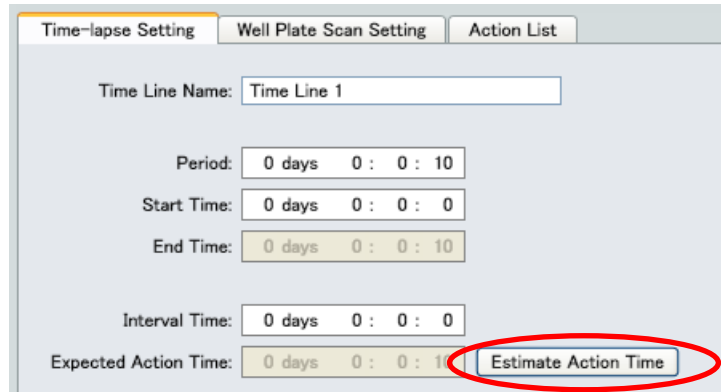 Time-lapse Setting Well Plate Scan Setting Action List
Time Line Name: Time Line 1
Period: 0 days 0 : 0 : 10
Start Time: 0 days 0 : 0 : 0
End Time: 0 days 0 : 0 : 10
Interval Time: 0 days 0 : 0 : 0
Expected Action Time: 0 days 0 : 0 : 10 Estimate Action Time